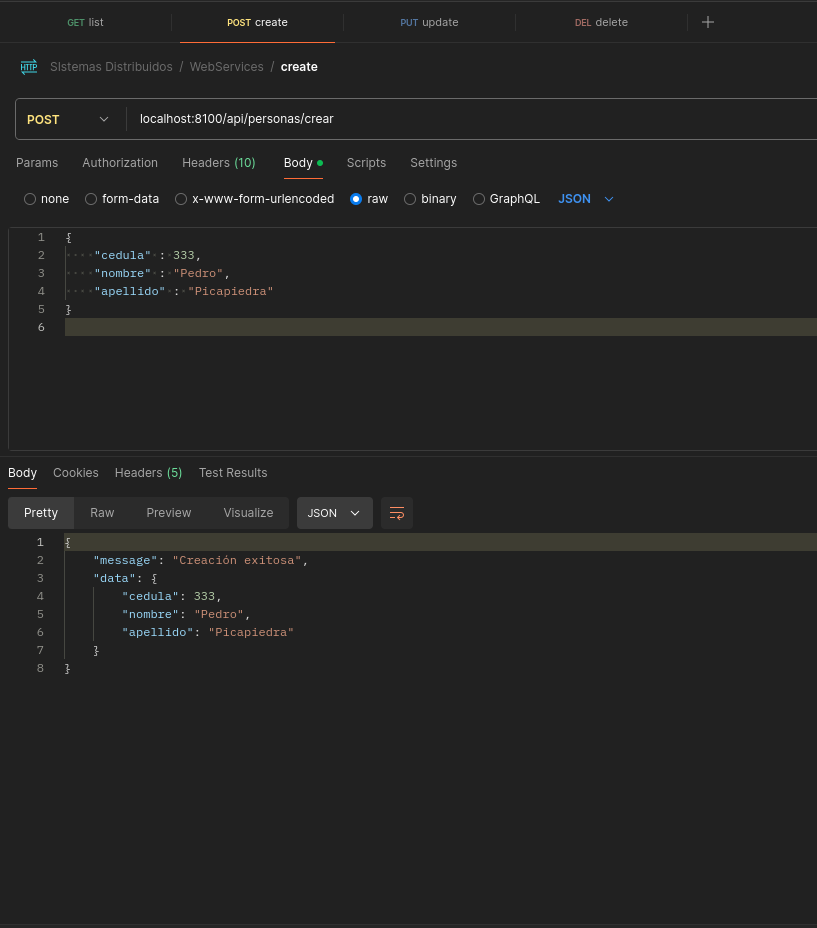 GET list POST create PUT update DEL delete
HTTP SIstemas Distribuidos / WebServices / create
POST localhost:8100/api/personas/crear
Params Authorization Headers (10) Body Scripts Settings
none form-data x-www-form-urlencoded raw binary GraphQL JSON
1 {
2 ····"cedula"·:·333,
3 ····"nombre"·:·"Pedro",
4 ····"apellido"·:·"Picapiedra"
5 }
6
Body Cookies Headers (5) Test Results
Pretty Raw Preview Visualize JSON
1 {
2 "message": "Creación exitosa",
3 "data": {
4 "cedula": 333,
5 "nombre": "Pedro",
6 "apellido": "Picapiedra"
7 }
8 }